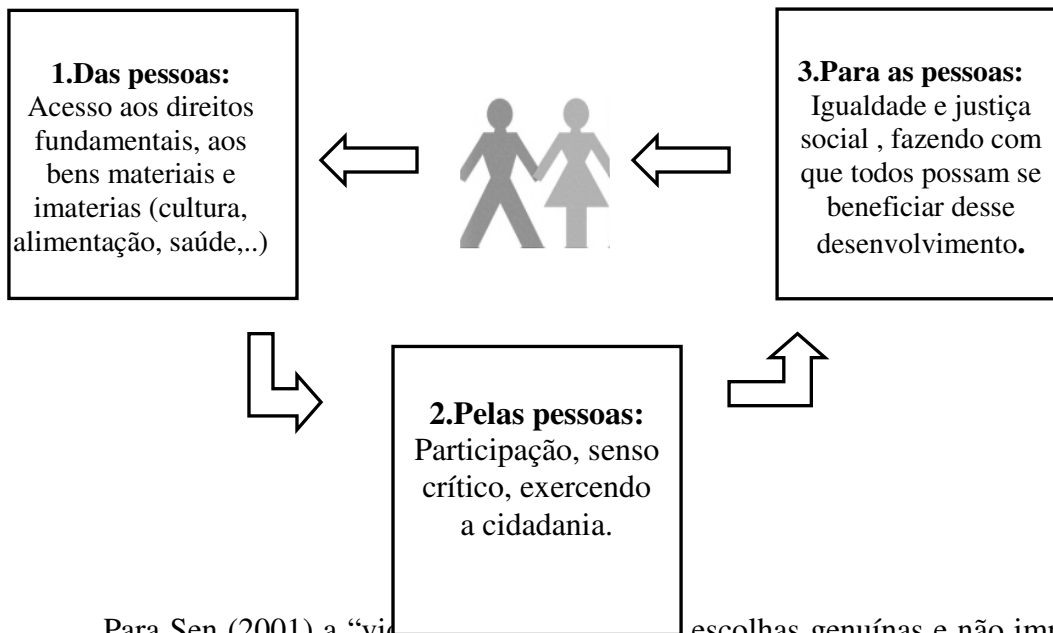 1.Das pessoas:
Acesso aos direitos
fundamentais, aos
bens materiais e
imaterias (cultura,
alimentação, saúde,..)
2.Pelas pessoas:
Participação, senso
crítico, exercendo
a cidadania.
3.Para as pessoas:
Igualdade e justiça
social , fazendo com
que todos possam se
beneficiar desse
desenvolvimento.
Para Sen (2001) a “ escolhas genuínas e não